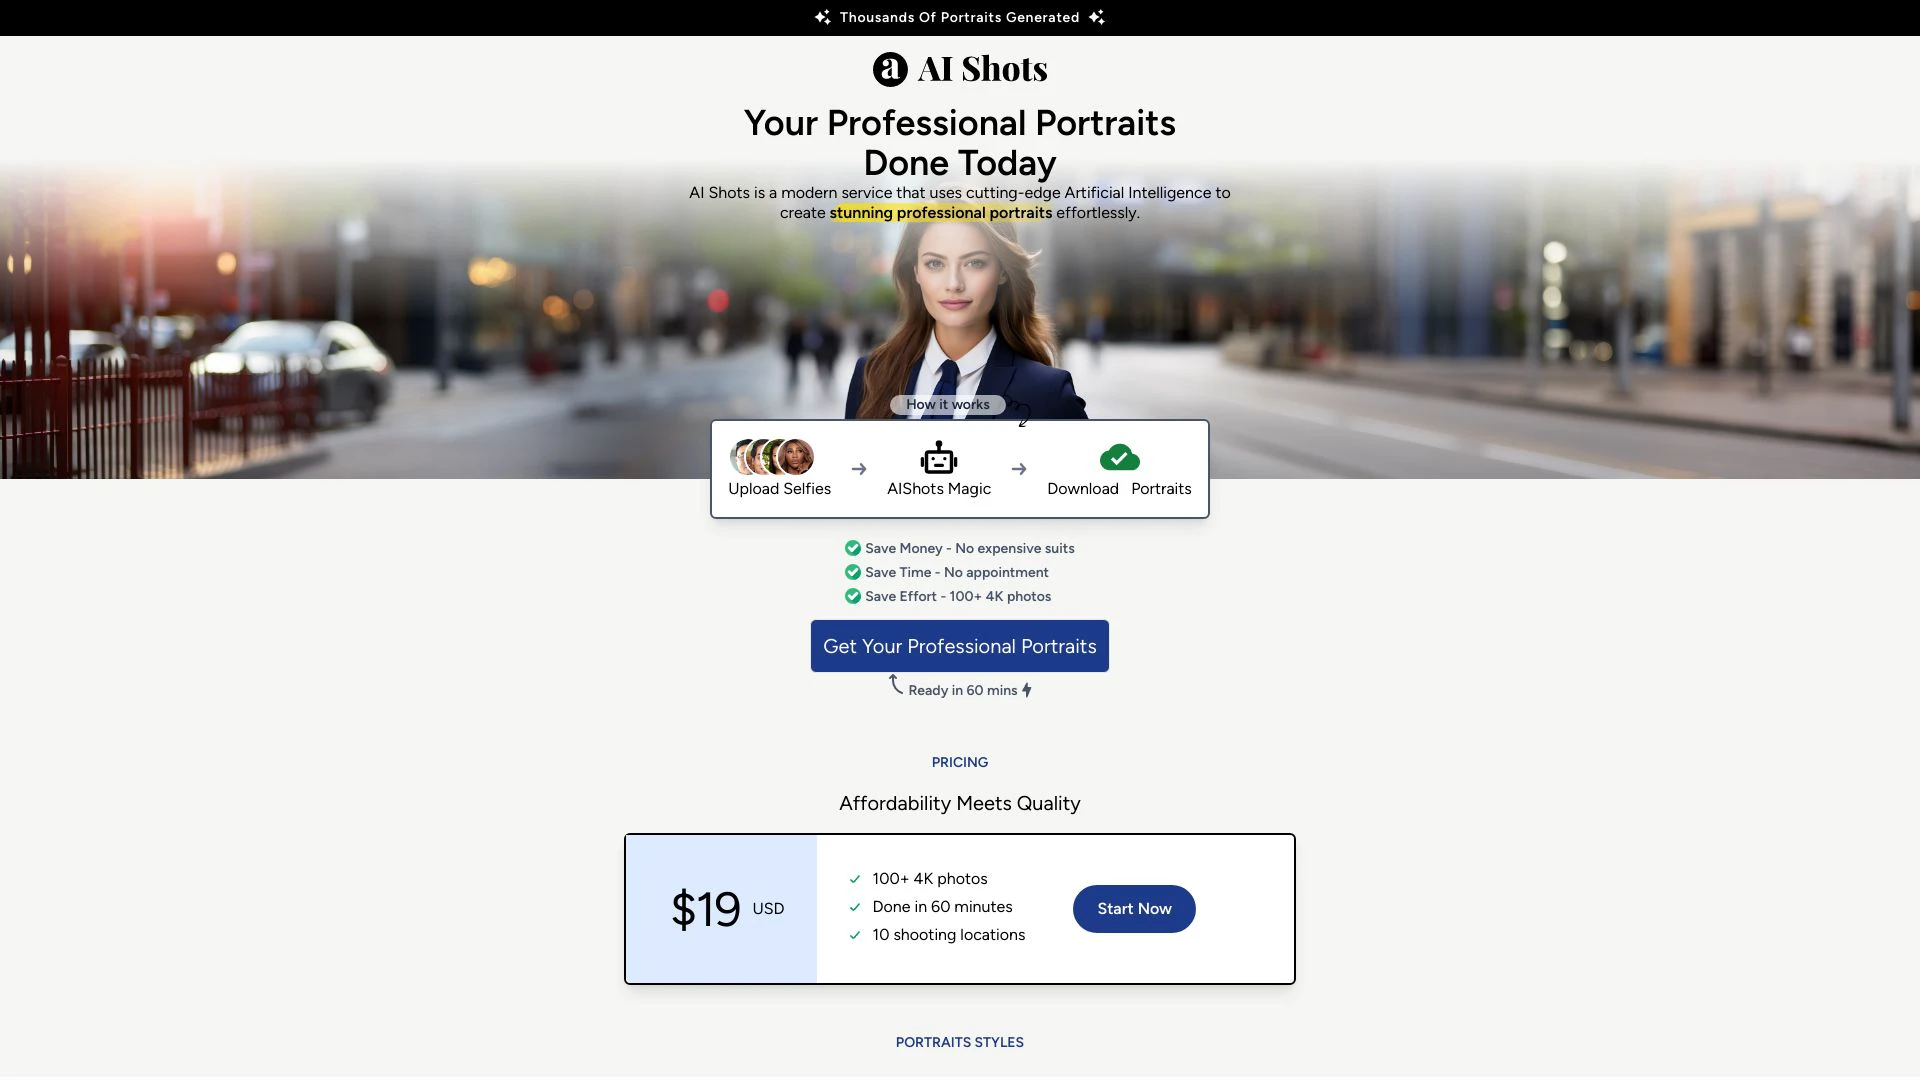 Thousands Of Portraits Generated
a AI Shots
Your Professional Portraits
Done Today
AI Shots is a modern service that uses cutting-edge Artificial Intelligence to
create stunning professional portraits effortlessly.
How it works
Upload Selfies
AIShots Magic
Download Portraits
Save Money - No expensive suits
Save Time - No appointment
Save Effort - 100+ 4K photos
Get Your Professional Portraits
Ready in 60 mins
PRICING
Affordability Meets Quality
$19 USD
100+ 4K photos
Done in 60 minutes
10 shooting locations
Start Now
PORTRAITS STYLES